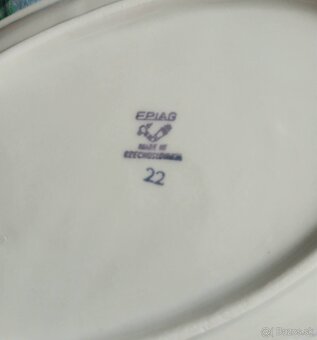 EPIAG
MADE IN
CZECHOSLOVAKIA
22
Bazos.sk